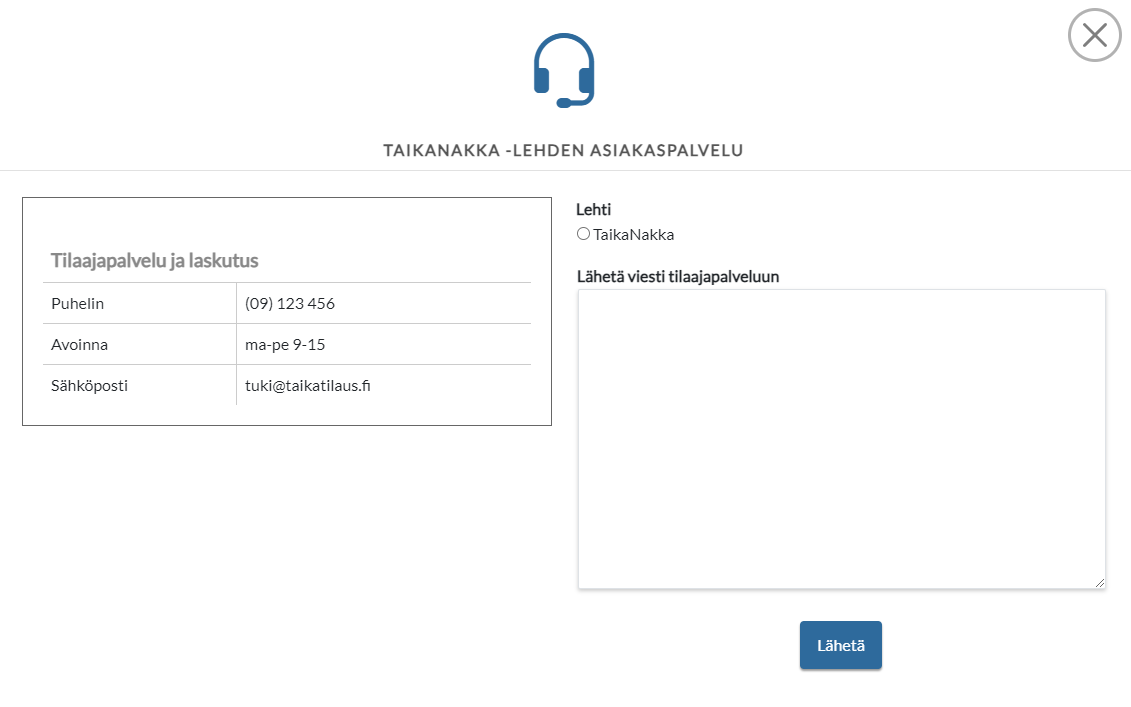 TAIKANAKKA -LEHDEN ASIAKASPALVELU
Tilaajapalvelu ja laskutus
Puhelin (09) 123 456
Avoinna ma-pe 9-15
Sähköposti tuki@taikatilaus.fi
Lehti
TaikaNakka
Lähetä viesti tilaajapalveluun
Lähetä